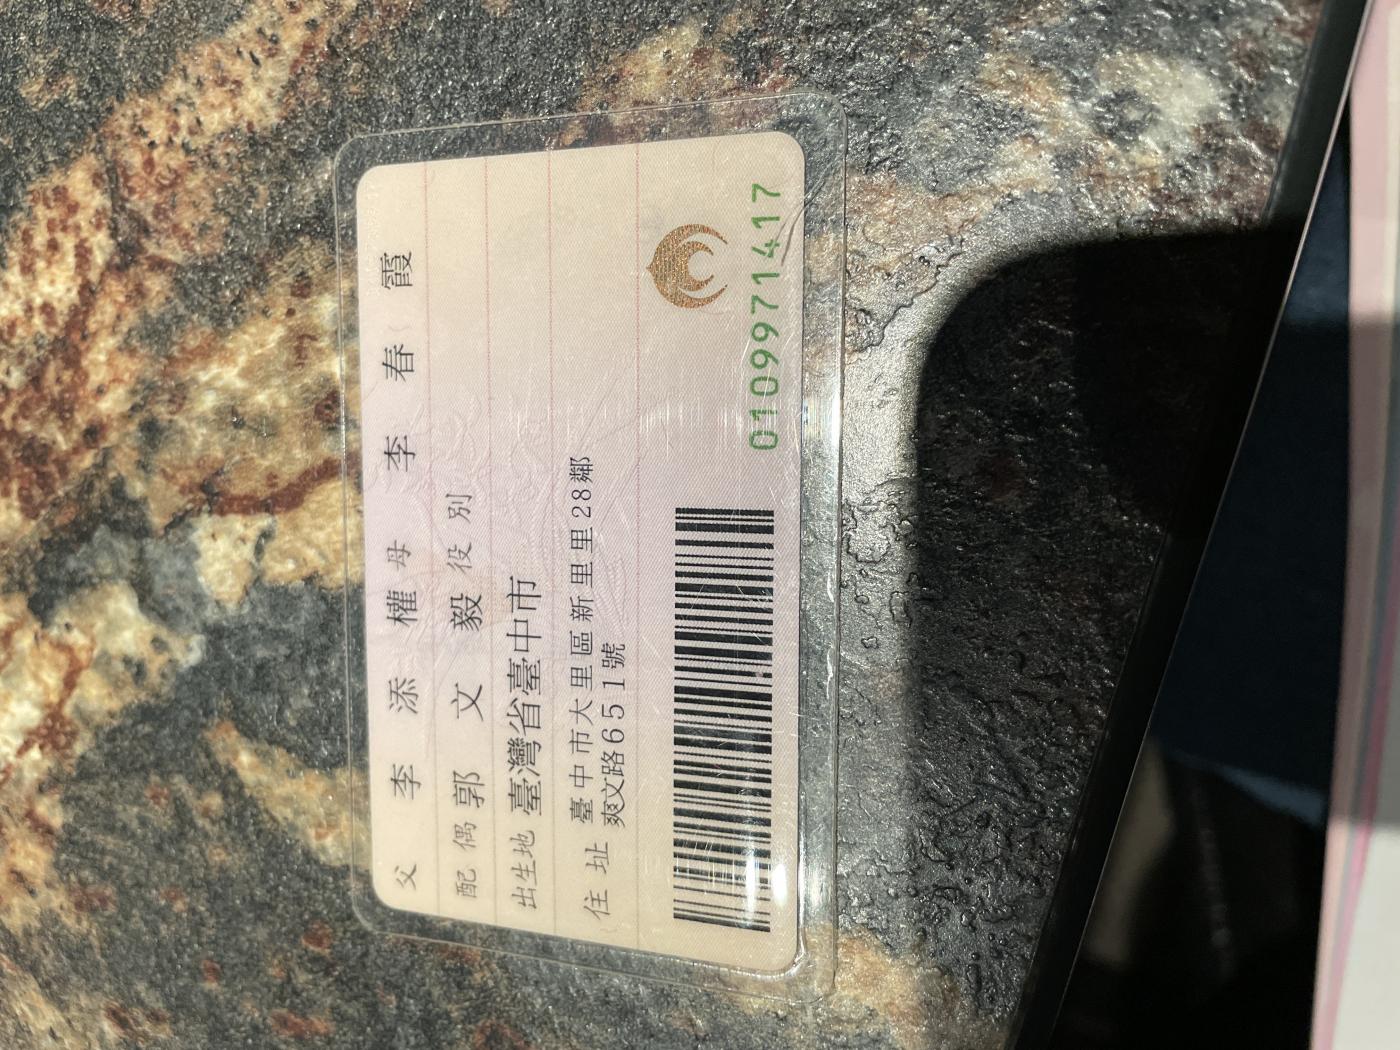 父 李添權 母 李春霞
配偶 郭文毅 役別
出生地 臺灣省臺中市
住址 臺中市大里區新里里28鄰
爽文路651號
0109971417